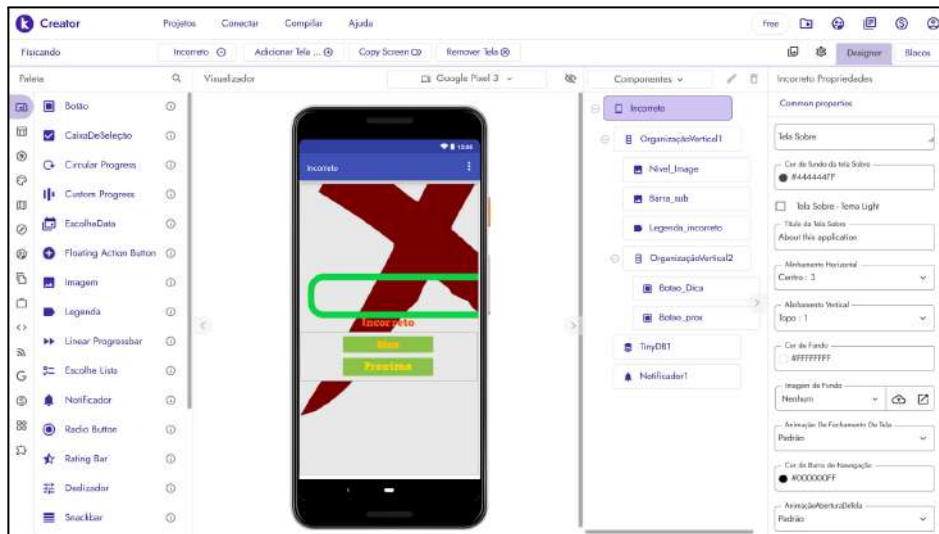 Creator
Projetos
Conectar
Compilar
Ajuda
Free
Fisicando
Incorreto
Adicionar Tela ...
Copy Screen
Remover Tela
Designer
Blocos
Paleta
Visualizador
Google Pixel 3
Componentes
Incorreto Propriedades
Botão
CaixaDeSeleção
Circular Progress
Custom Progress
EscolheData
Floating Action Button
Imagem
Legenda
Linear Progressbar
Escolhe Lista
Notificador
Radio Button
Rating Bar
Deslizador
Snackbar
Incorreto
Incorreto
Dica
Proxima
Incorreto
OrganizaçãoVertical1
Nivel_Image
Barra_sub
Legenda_incorreto
OrganizaçãoVertical2
Botao_Dica
Botao_prox
TinyDB1
Notificador1
Common properties
Tela Sobre
Cor de fundo da tela Sobre
#444444FF
Tela Sobre - Tema Light
Título da Tela Sobre
About this application
Alinhamento Horizontal
Centro : 3
Alinhamento Vertical
Topo : 1
Cor de Fundo
#FFFFFFFF
Imagem de Fundo
Nenhum
Animação De Fechamento De Tela
Padrão
Cor da Barra de Navegação
#000000FF
AnimaçãoAberturaDeTela
Padrão